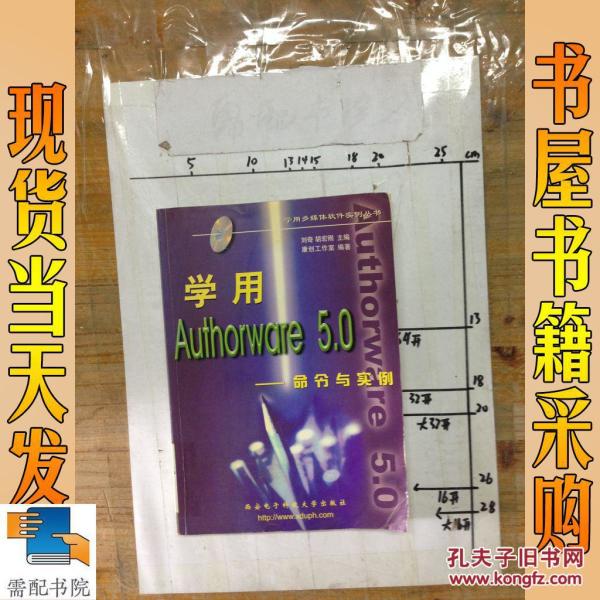 现货当天发
书屋书籍采购
5 10 13 14 15 18 20 25 cm
学用多媒体软件实例丛书
刘奇 胡宏刚 主编
康创工作室 编著
学用
Authorware 5.0
——命令与实例
Authorware 5.0
西安电子科技大学出版社
http://www.xduph.com
13
64开
18
32开
20
大32开
26
16开
28
大16开
需配书院
孔夫子旧书网
www.kongfz.com